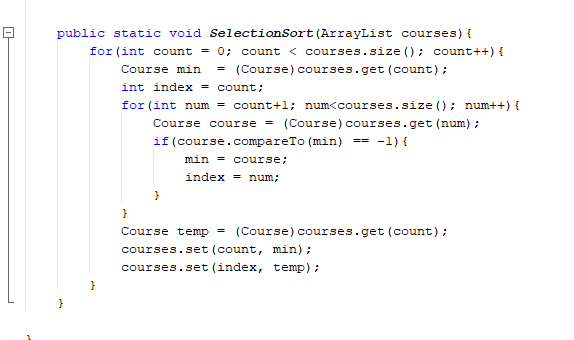 public static void SelectionSort(ArrayList courses){
for(int count = 0; count < courses.size(); count++){
Course min  = (Course)courses.get(count);
int index = count;
for(int num = count+1; num<courses.size(); num++){
Course course = (Course)courses.get(num);
if(course.compareTo(min) == -1){
min = course;
index = num;
}
}
Course temp = (Course)courses.get(count);
courses.set(count, min);
courses.set(index, temp);
}
}
}